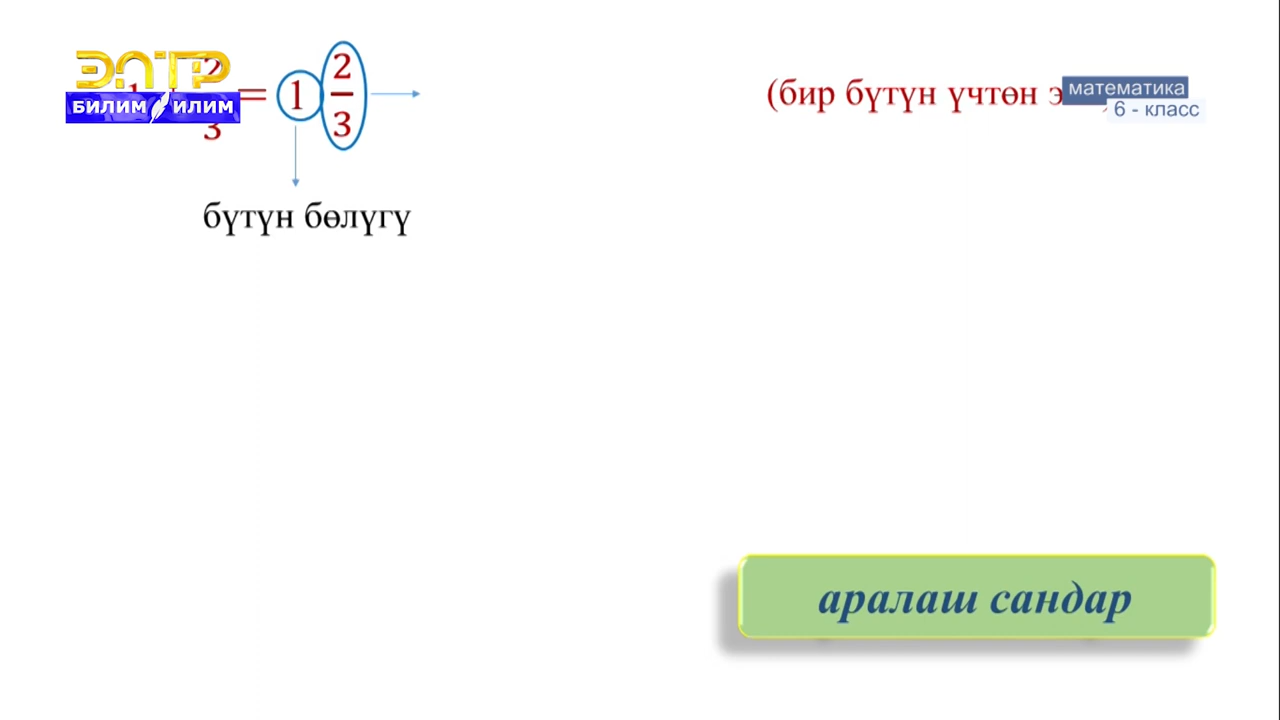 ЭЛТР
БИЛИМ ИЛИМ
= 1 2/3
(бир бүтүн үчтөн
математика
6 - класс
бүтүн бөлүгү
аралаш сандар